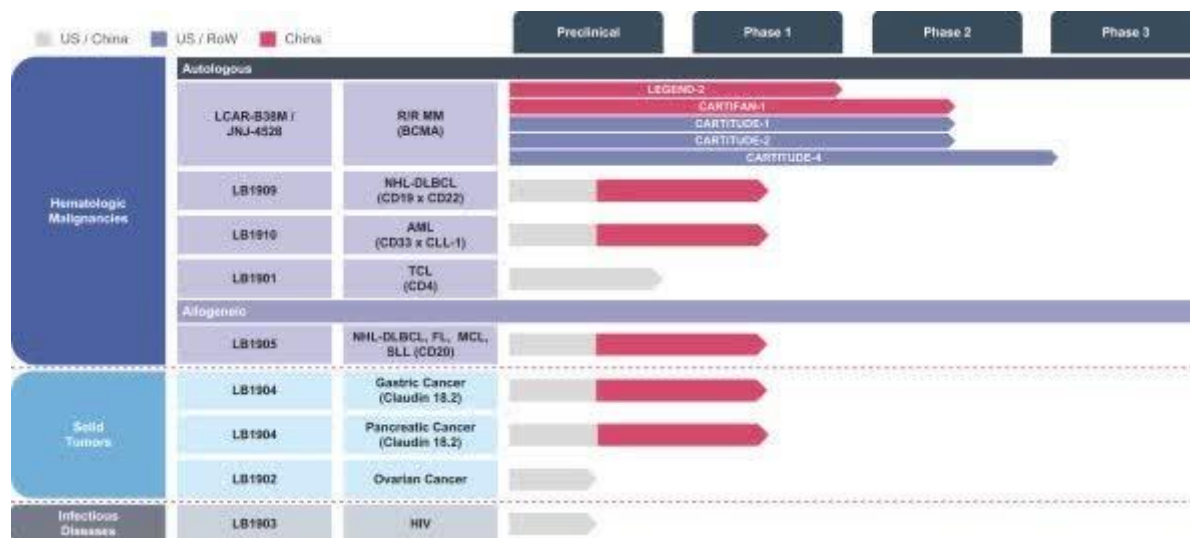 US / China US / RoW China
Preclinical Phase 1 Phase 2 Phase 3
Autologous
Hematologic
Malignancies
LCAR-B38M /
JNJ-4528
R/R MM
(BCMA)
LEGEND-2
CARTIFAN-1
CARTITUDE-1
CARTITUDE-2
CARTITUDE-4
LB1909
NHL-DLBCL
(CD19 x CD22)
LB1910
AML
(CD33 x CLL-1)
LB1901
TCL
(CD4)
Allogeneic
LB1905
NHL-DLBCL, FL, MCL,
SLL (CD20)
Solid
Tumors
LB1904
Gastric Cancer
(Claudin 18.2)
LB1904
Pancreatic Cancer
(Claudin 18.2)
LB1902
Ovarian Cancer
Infectious
Diseases
LB1903
HIV